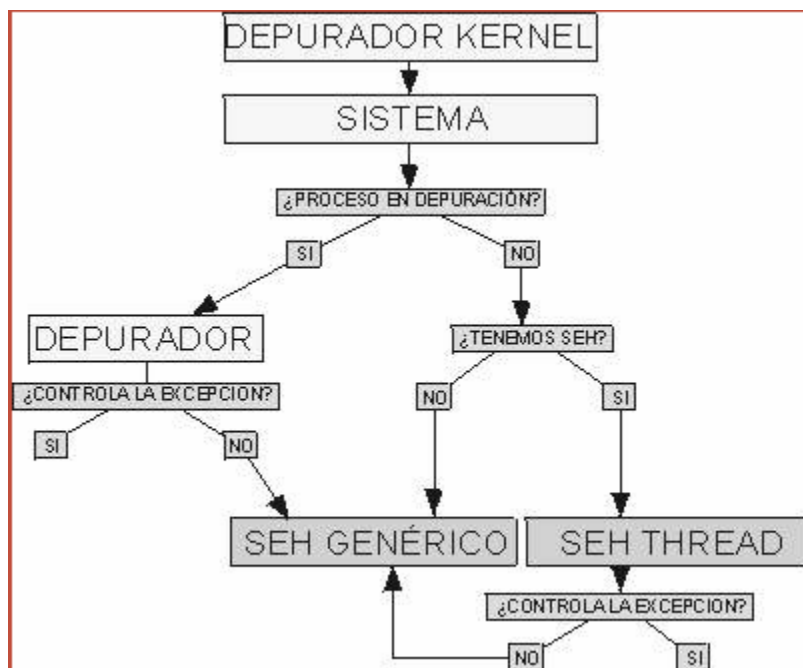 DEPURADOR KERNEL
SISTEMA
¿PROCESO EN DEPURACIÓN?
SI
NO
DEPURADOR
¿TENEMOS SEH?
¿CONTROLA LA EXCEPCION?
NO
SI
SI
NO
SEH GENÉRICO
SEH THREAD
¿CONTROLA LA EXCEPCION?
NO
SI